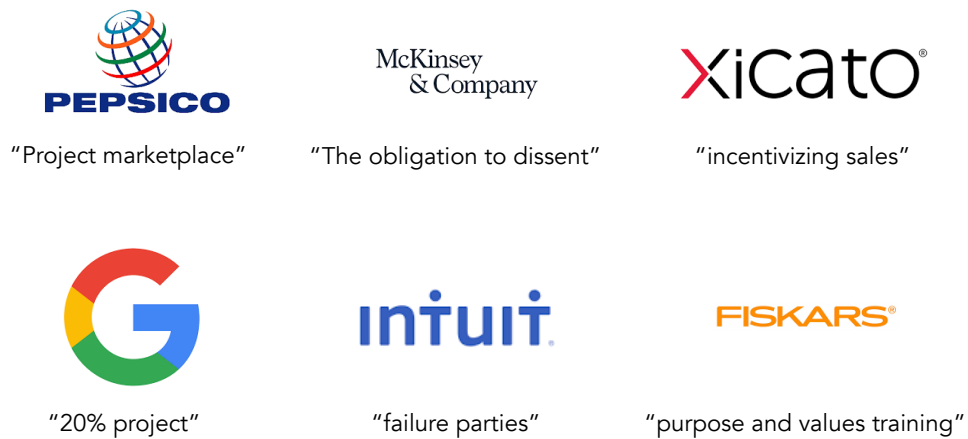 PEPSICO
McKinsey
& Company
xicato®
“Project marketplace”
“The obligation to dissent”
“incentivizing sales”
G
ıntuıt®
FISKARS®
“20% project”
“failure parties”
“purpose and values training”